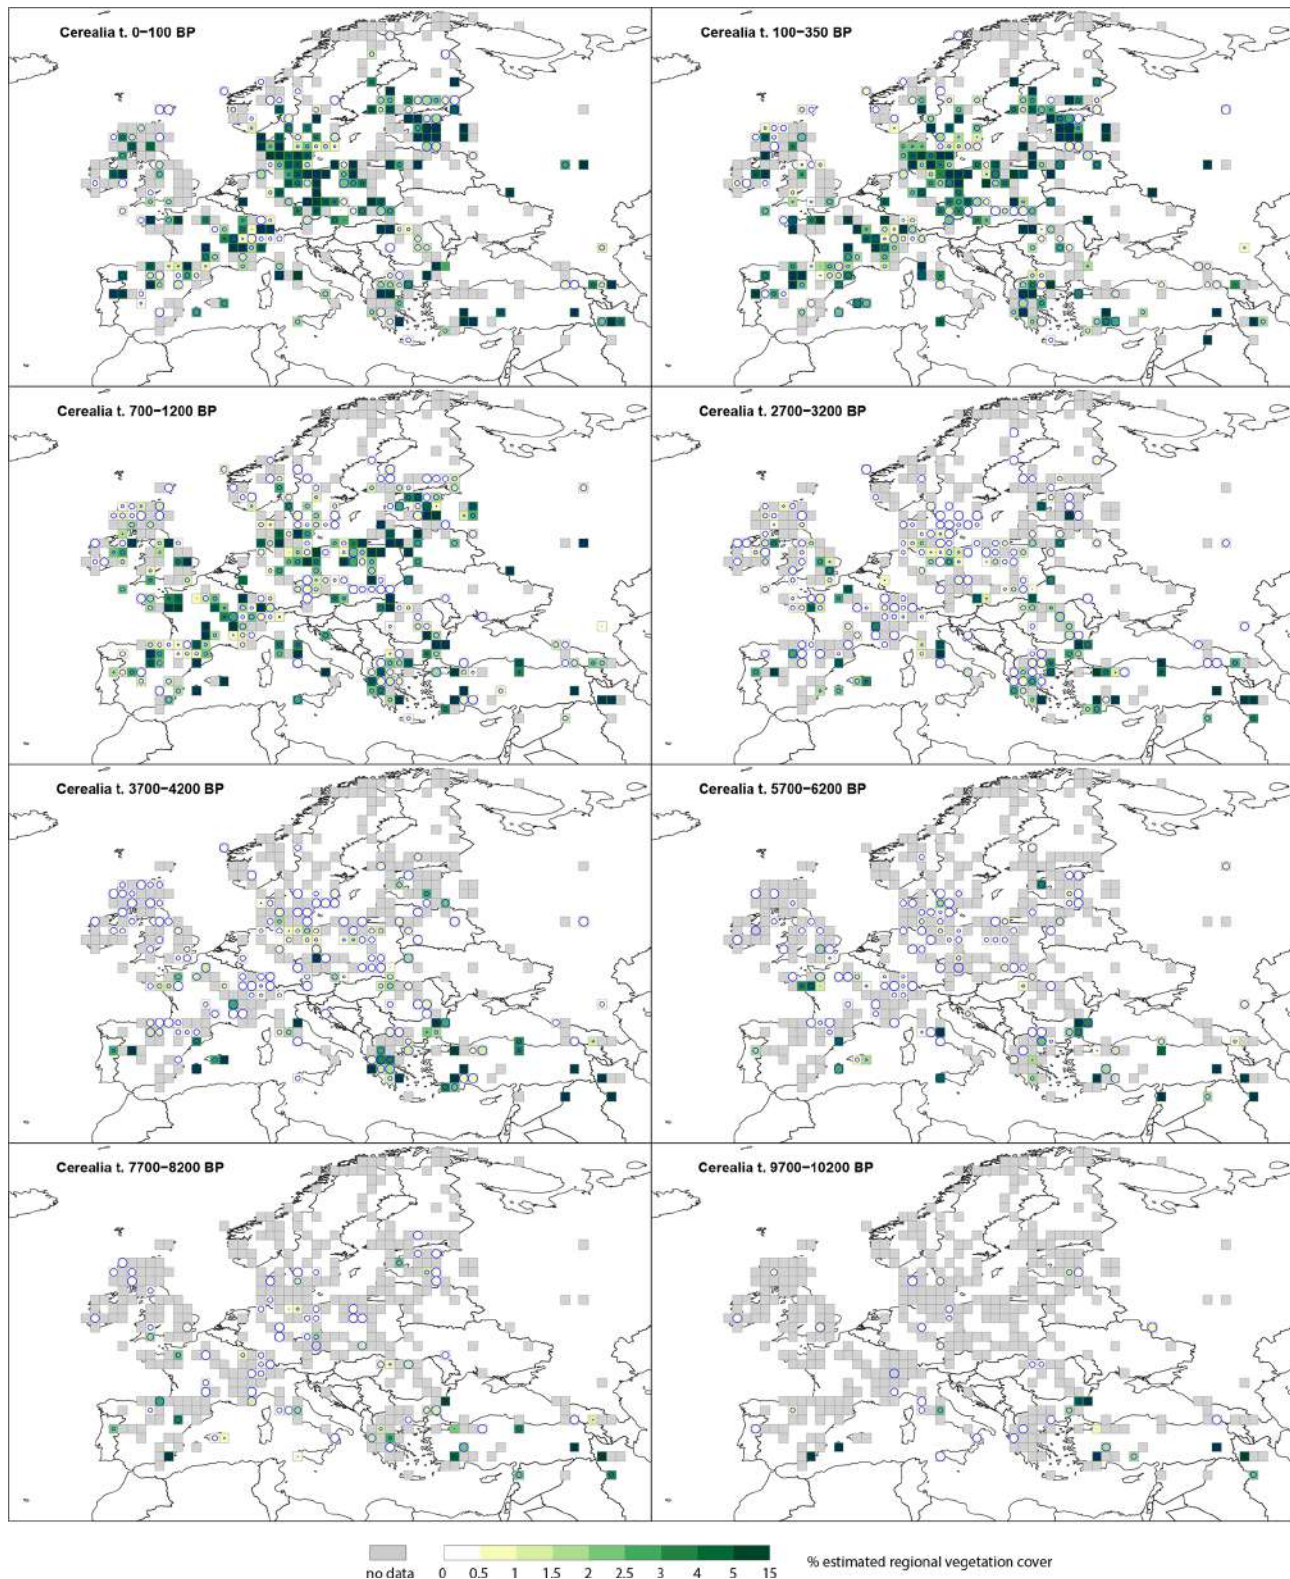 Cerealia t. 0−100 BP
Cerealia t. 100−350 BP
Cerealia t. 700−1200 BP
Cerealia t. 2700−3200 BP
Cerealia t. 3700−4200 BP
Cerealia t. 5700−6200 BP
Cerealia t. 7700−8200 BP
Cerealia t. 9700−10200 BP
no data
0 0.5 1 1.5 2 2.5 3 4 5 15
% estimated regional vegetation cover